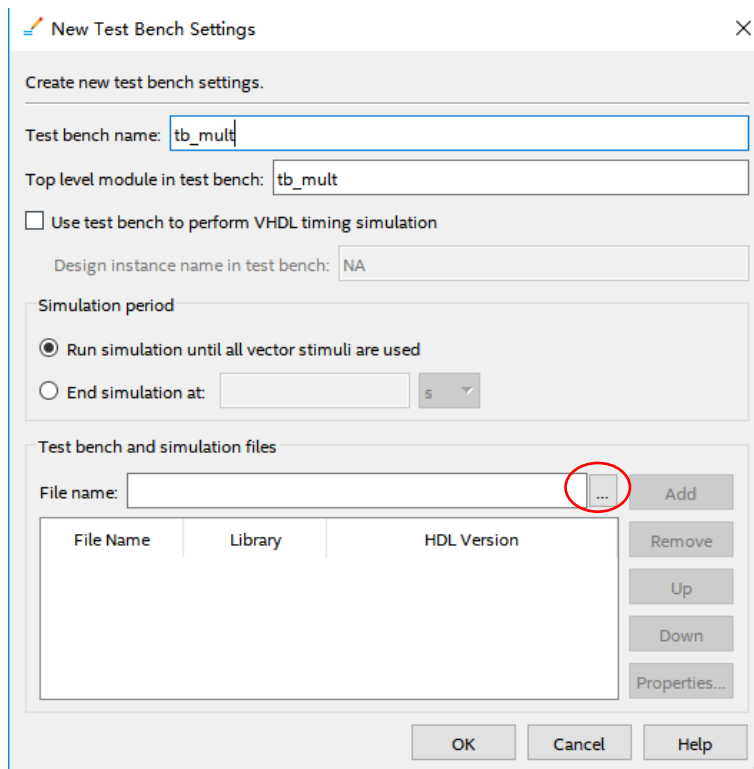 New Test Bench Settings
Create new test bench settings.
Test bench name: tb_mult
Top level module in test bench: tb_mult
Use test bench to perform VHDL timing simulation
Design instance name in test bench: NA
Simulation period
Run simulation until all vector stimuli are used
End simulation at: s
Test bench and simulation files
File name: ... Add
File Name Library HDL Version Remove
Up
Down
Properties...
OK Cancel Help